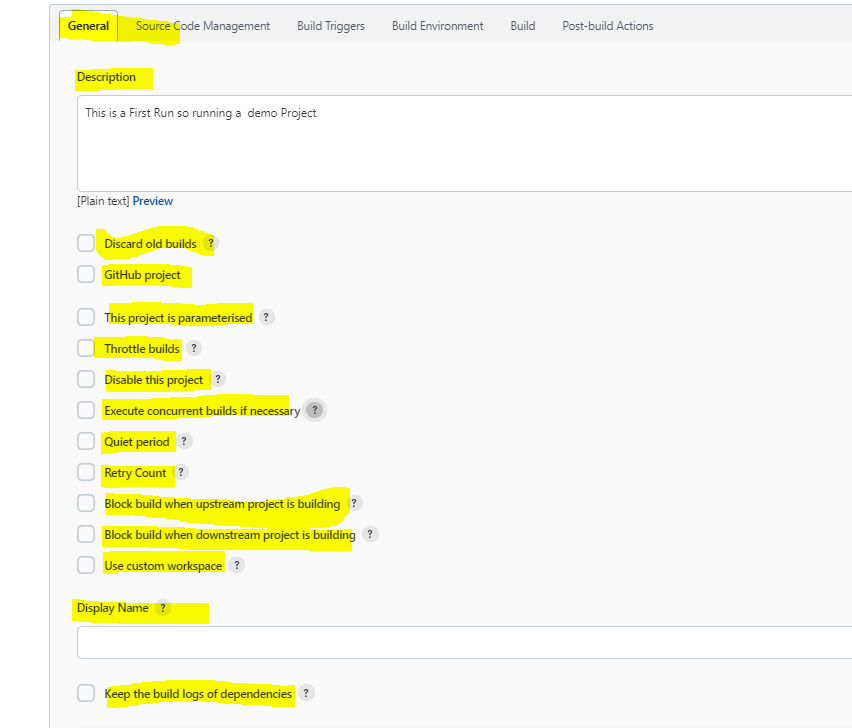 General Source Code Management Build Triggers Build Environment Build Post-build Actions
Description
This is a First Run so running a demo Project
[Plain text] Preview
Discard old builds ?
GitHub project
This project is parameterised ?
Throttle builds ?
Disable this project ?
Execute concurrent builds if necessary ?
Quiet period ?
Retry Count ?
Block build when upstream project is building ?
Block build when downstream project is building ?
Use custom workspace ?
Display Name ?
Keep the build logs of dependencies ?